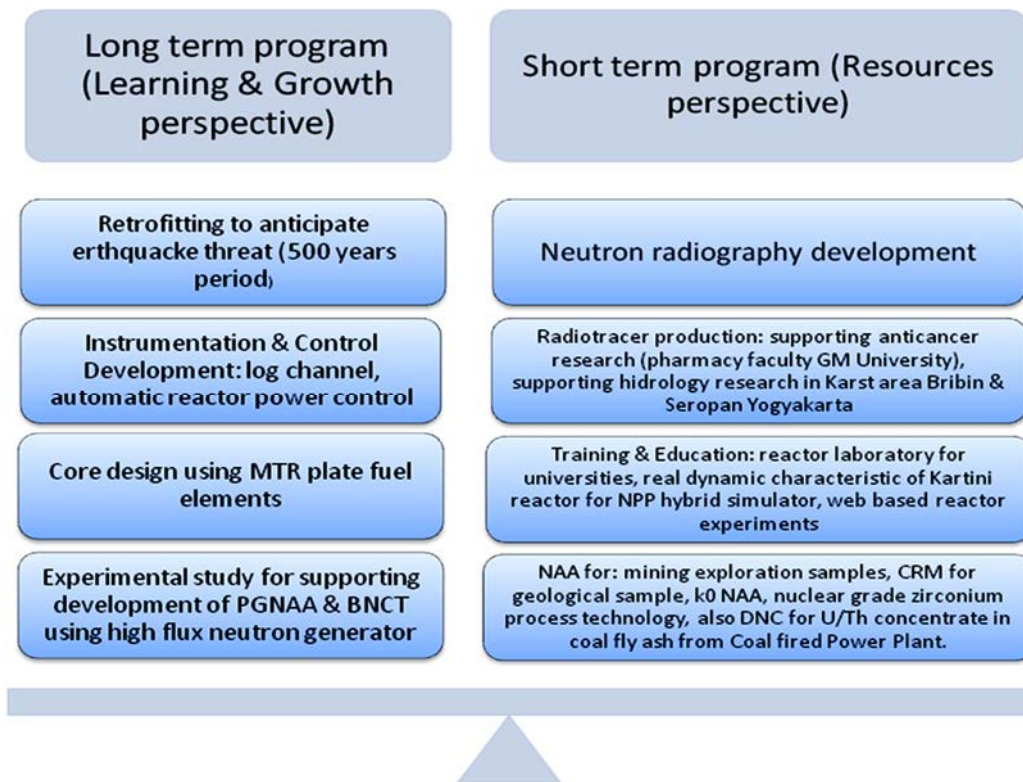 Long term program
(Learning & Growth
perspective)
Retrofitting to anticipate
erthquacke threat (500 years
period)
Instrumentation & Control
Development: log channel,
automatic reactor power control
Core design using MTR plate fuel
elements
Experimental study for supporting
development of PGNAA & BNCT
using high flux neutron generator
Short term program (Resources
perspective)
Neutron radiography development
Radiotracer production: supporting anticancer
research (pharmacy faculty GM University),
supporting hidrology research in Karst area Bribin &
Seropan Yogyakarta
Training & Education: reactor laboratory for
universities, real dynamic characteristic of Kartini
reactor for NPP hybrid simulator, web based reactor
experiments
NAA for: mining exploration samples, CRM for
geological sample, k0 NAA, nuclear grade zirconium
process technology, also DNC for U/Th concentrate in
coal fly ash from Coal fired Power Plant.